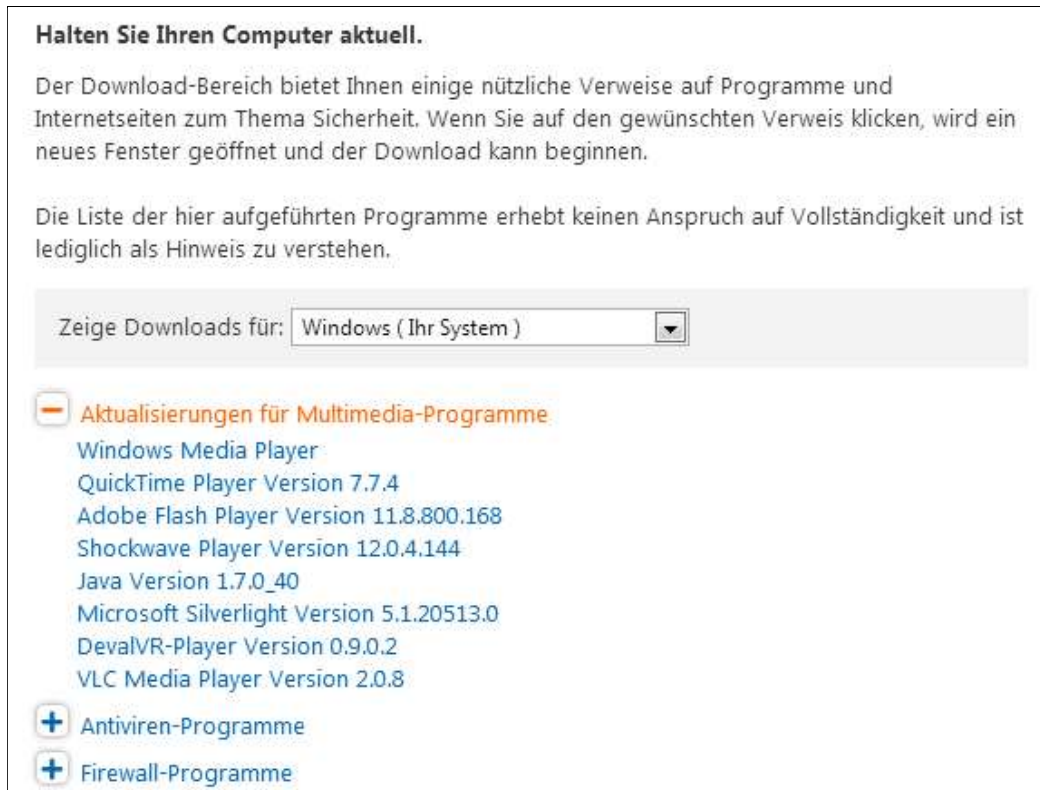 Halten Sie Ihren Computer aktuell.
Der Download-Bereich bietet Ihnen einige nützliche Verweise auf Programme und
Internetseiten zum Thema Sicherheit. Wenn Sie auf den gewünschten Verweis klicken, wird ein
neues Fenster geöffnet und der Download kann beginnen.
Die Liste der hier aufgeführten Programme erhebt keinen Anspruch auf Vollständigkeit und ist
lediglich als Hinweis zu verstehen.
Zeige Downloads für: Windows ( Ihr System )
Aktualisierungen für Multimedia-Programme
Windows Media Player
QuickTime Player Version 7.7.4
Adobe Flash Player Version 11.8.800.168
Shockwave Player Version 12.0.4.144
Java Version 1.7.0_40
Microsoft Silverlight Version 5.1.20513.0
DevalVR-Player Version 0.9.0.2
VLC Media Player Version 2.0.8
Antiviren-Programme
Firewall-Programme